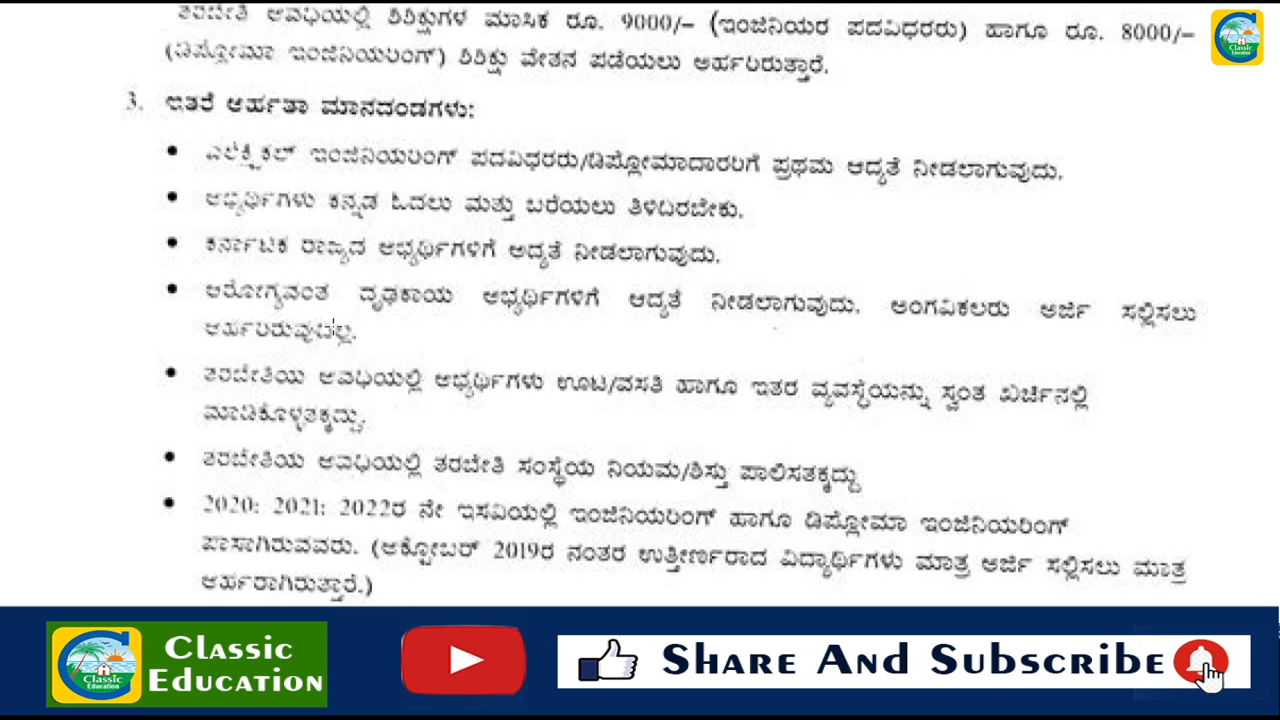 ತರಬೇತಿ ಅವಧಿಯಲ್ಲಿ ಶಿಶಿಕ್ಷುಗಳ ಮಾಸಿಕ ರೂ. 9000/– (ಇಂಜಿನಿಯರ ಪದವಿಧರರು) ಹಾಗೂ ರೂ. 8000/–
(ಡಿಪ್ಲೋಮಾ ಇಂಜಿನಿಯರಿಂಗ್) ಶಿಶಿಕ್ಷು ವೇತನ ಪಡೆಯಲು ಅರ್ಹರಿರುತ್ತಾರೆ.
3. ಇತರೆ ಅರ್ಹತಾ ಮಾನದಂಡಗಳು:
• ಎಲೆಕ್ಟ್ರಿಕಲ್ ಇಂಜಿನಿಯರಿಂಗ್ ಪದವಿಧರರು/ಡಿಪ್ಲೋಮಾದಾರರಿಗೆ ಪ್ರಥಮ ಆದ್ಯತೆ ನೀಡಲಾಗುವುದು.
• ಅಭ್ಯರ್ಥಿಗಳು ಕನ್ನಡ ಓದಲು ಮತ್ತು ಬರೆಯಲು ತಿಳಿದಿರಬೇಕು.
• ಕರ್ನಾಟಕ ರಾಜ್ಯದ ಅಭ್ಯರ್ಥಿಗಳಿಗೆ ಆದ್ಯತೆ ನೀಡಲಾಗುವುದು.
• ಆರೋಗ್ಯವಂತ ದೃಢಕಾಯ ಅಭ್ಯರ್ಥಿಗಳಿಗೆ ಆದ್ಯತೆ ನೀಡಲಾಗುವುದು. ಅಂಗವಿಕಲರು ಅರ್ಜಿ ಸಲ್ಲಿಸಲು
ಅರ್ಹರಿರುವುದಿಲ್ಲ.
• ತರಬೇತಿಯ ಅವಧಿಯಲ್ಲಿ ಅಭ್ಯರ್ಥಿಗಳು ಊಟ/ವಸತಿ ಹಾಗೂ ಇತರ ವ್ಯವಸ್ಥೆಯನ್ನು ಸ್ವಂತ ಖರ್ಚಿನಲ್ಲಿ
ಮಾಡಿಕೊಳ್ಳತಕ್ಕದ್ದು.
• ತರಬೇತಿಯ ಅವಧಿಯಲ್ಲಿ ತರಬೇತಿ ಸಂಸ್ಥೆಯ ನಿಯಮ/ಶಿಸ್ತು ಪಾಲಿಸತಕ್ಕದ್ದು
• 2020: 2021: 2022ರ ನೇ ಇಸವಿಯಲ್ಲಿ ಇಂಜಿನಿಯರಿಂಗ್ ಹಾಗೂ ಡಿಪ್ಲೋಮಾ ಇಂಜಿನಿಯರಿಂಗ್
ಪಾಸಾಗಿರುವವರು. (ಆಕ್ಟೋಬರ್ 2019ರ ನಂತರ ಉತ್ತೀರ್ಣರಾದ ವಿದ್ಯಾರ್ಥಿಗಳು ಮಾತ್ರ ಅರ್ಜಿ ಸಲ್ಲಿಸಲು ಮಾತ್ರ
ಅರ್ಹರಾಗಿರುತ್ತಾರೆ.)
Classic
Education
Classic
Education
Classic
Education
Share And Subscribe